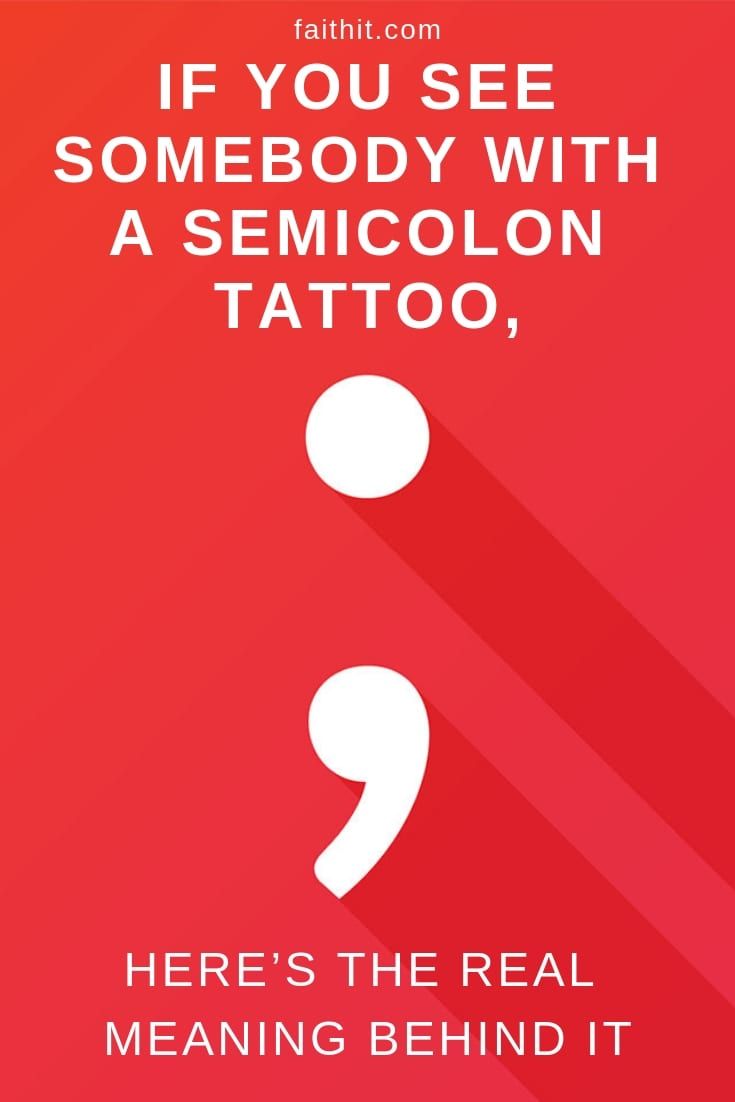 faithit.com
IF YOU SEE
SOMEBODY WITH
A SEMICOLON
TATTOO,
;
HERE’S THE REAL
MEANING BEHIND IT